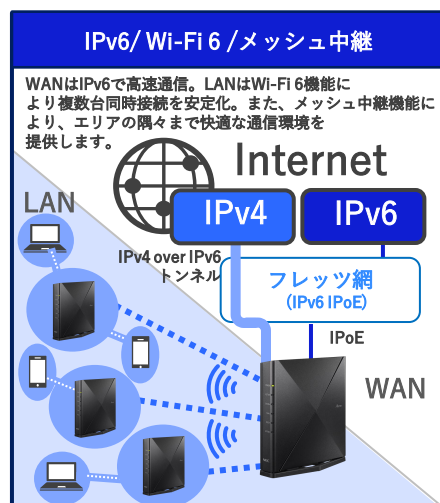 IPv6/ Wi-Fi 6 /メッシュ中継
WANはIPv6で高速通信。LANはWi-Fi 6機能に
より複数台同時接続を安定化。また、メッシュ中継機能に
より、エリアの隅々まで快適な通信環境を
提供します。
Internet
LAN
IPv4
IPv6
IPv4 over IPv6
トンネル
フレッツ網
(IPv6 IPoE)
IPoE
WAN